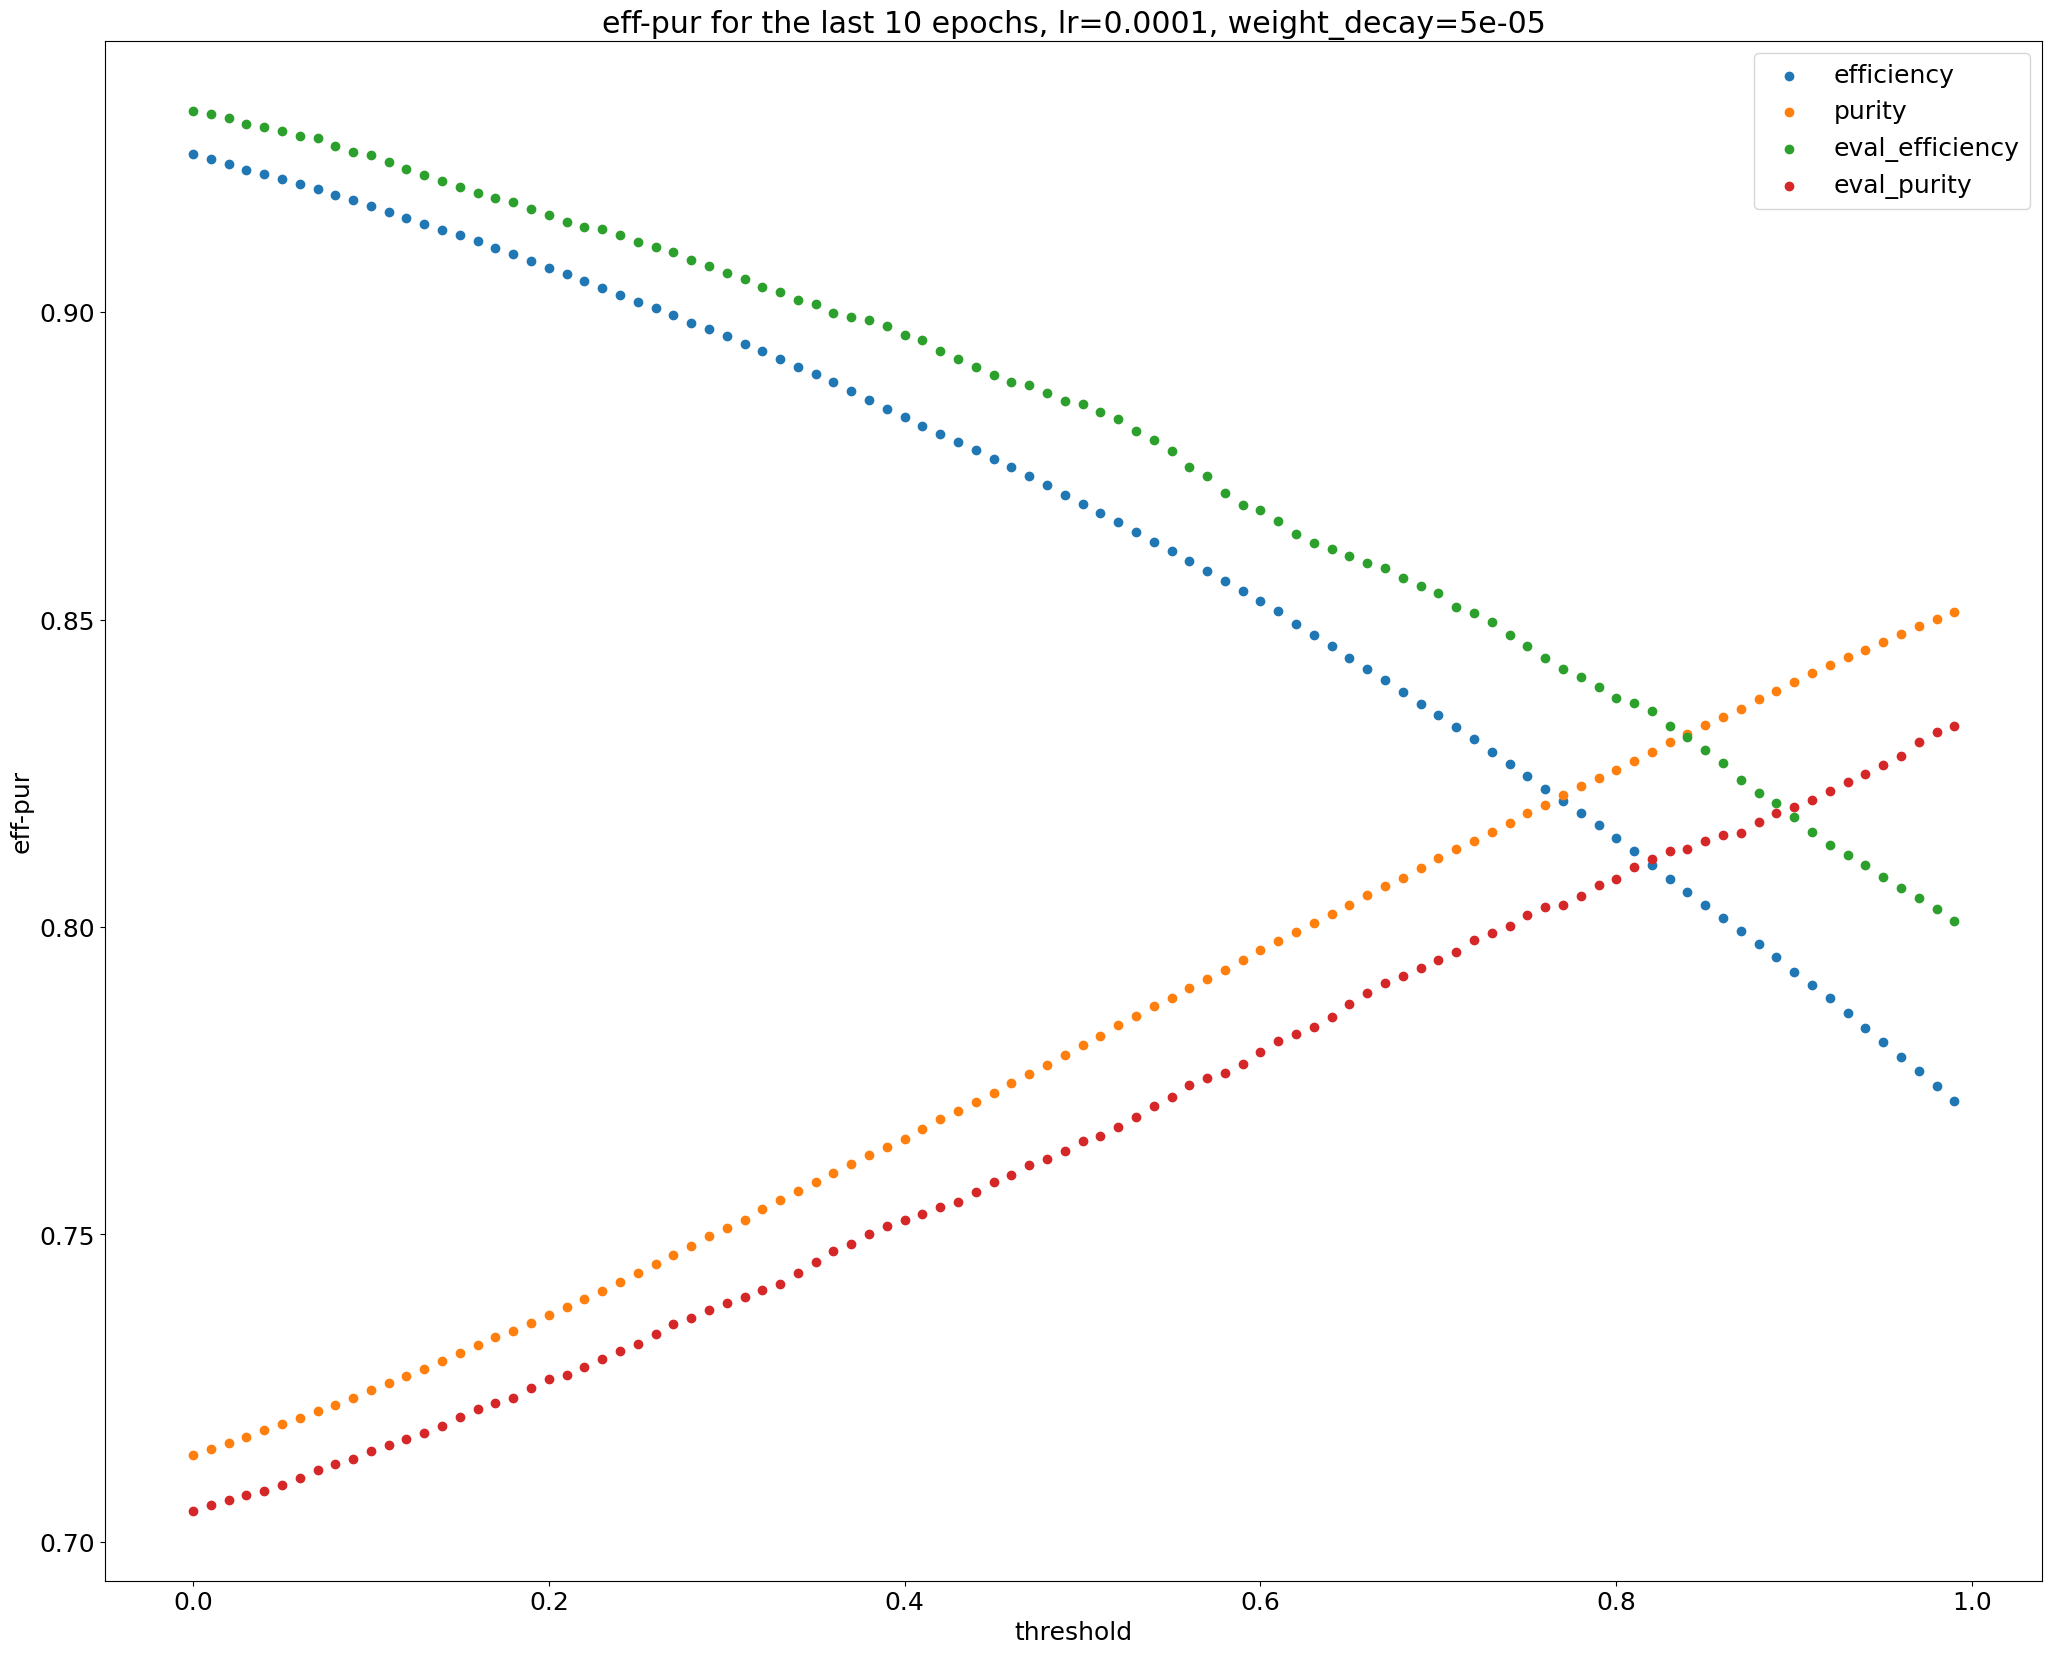 eff-pur for the last 10 epochs, lr=0.0001, weight_decay=5e-05
efficiency
purity
eval_efficiency
eval_purity
0.90
0.85
0.80
0.75
0.70
eff-pur
0.0
0.2
0.4
0.6
0.8
1.0
threshold